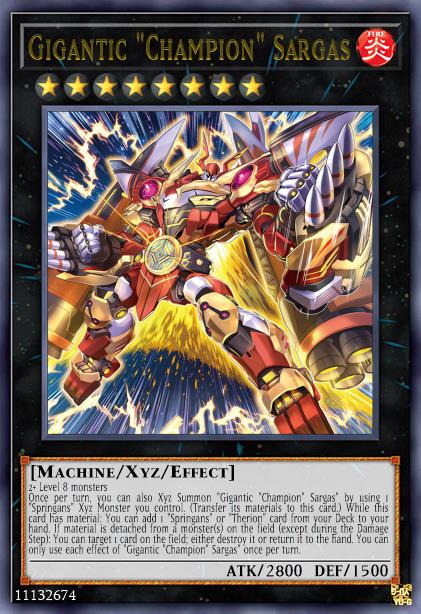 GIGANTIC "CHAMPION" SARGAS
FIRE
炎
[MACHINE/XYZ/EFFECT]
2+ Level 8 monsters
Once per turn, you can also Xyz Summon "Gigantic "Champion" Sargas" by using 1
"Springans" Xyz Monster you control. (Transfer its materials to this card.) While this
card has material: You can add 1 "Springans" or "Therion" card from your Deck to your
hand. If material is detached from a monster(s) on the field (except during the Damage
Step): You can target 1 card on the field; either destroy it or return it to the hand. You can
only use each effect of "Gigantic "Champion" Sargas" once per turn.
ATK/2800 DEF/1500
11132674